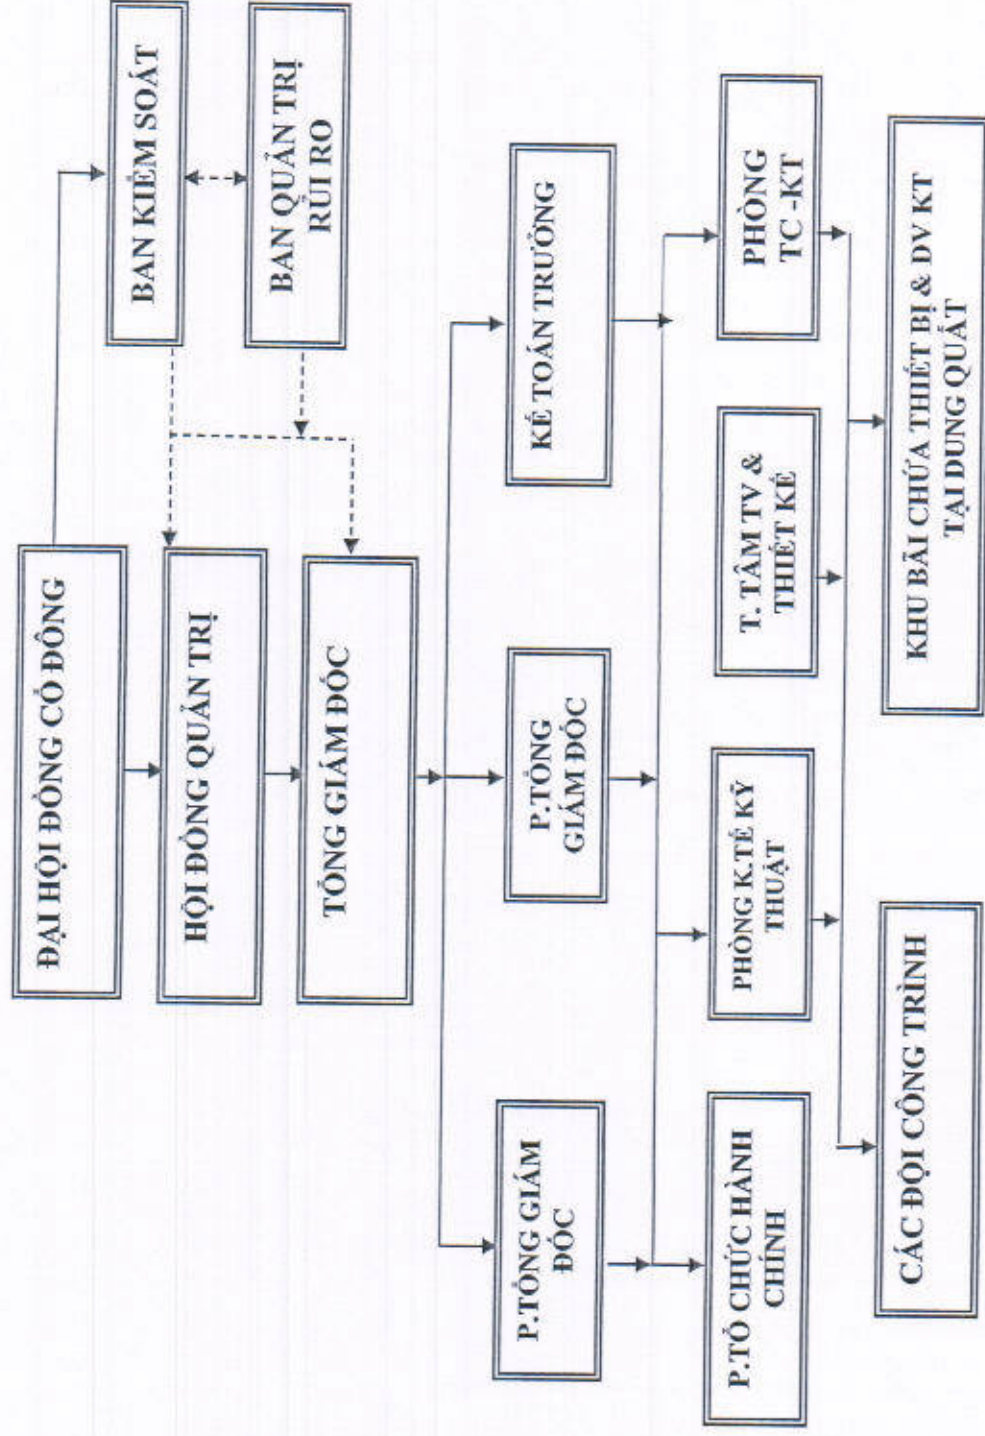 ĐẠI HỘI ĐỒNG CỔ ĐÔNG
BAN KIỂM SOÁT
HỘI ĐỒNG QUẢN TRỊ
BAN QUẢN TRỊ
RỦI RO
TỔNG GIÁM ĐỐC
P.TỔNG GIÁM
ĐỐC
P.TỔNG
GIÁM ĐỐC
KẾ TOÁN TRƯỞNG
P.TỔ CHỨC HÀNH
CHÍNH
PHÒNG K.TẾ KỸ
THUẬT
T. TÂM TV &
THIẾT KẾ
PHÒNG
TC -KT
CÁC ĐỘI CÔNG TRÌNH
KHU BÃI CHỨA THIẾT BỊ & DV KT
TẠI DUNG QUẤT